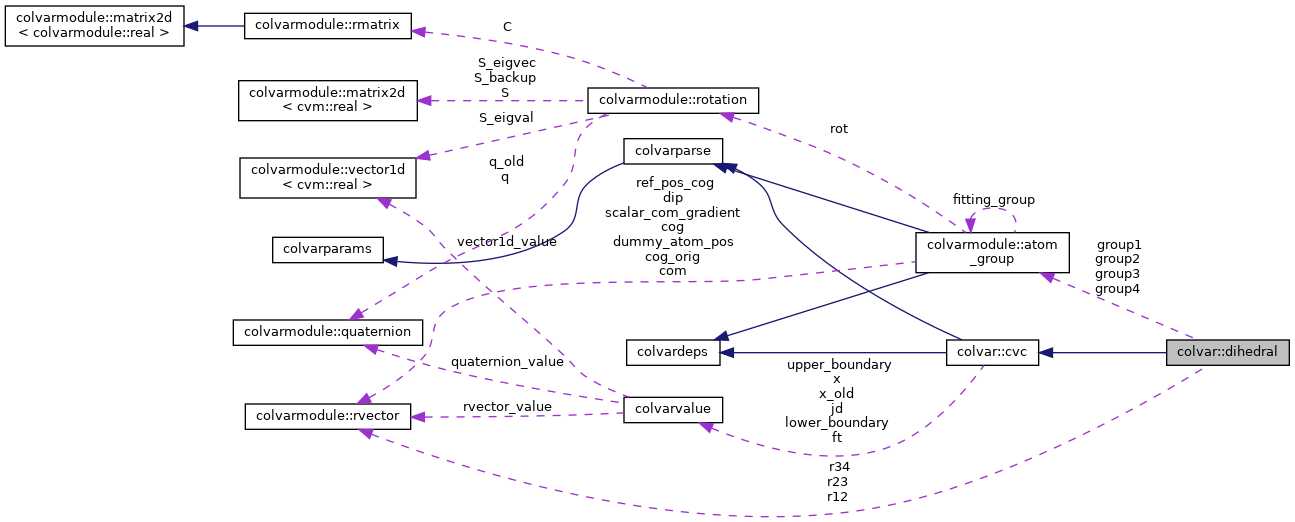 colvarmodule::matrix2d
< colvarmodule::real >
colvarmodule::rmatrix
C
S_eigvec
S_backup
S
colvarmodule::matrix2d
< cvm::real >
colvarmodule::rotation
S_eigval
rot
colvarparse
q_old
q
colvarmodule::vector1d
< cvm::real >
ref_pos_cog
dip
scalar_com_gradient
cog
dummy_atom_pos
cog_orig
com
fitting_group
colvarparams
vector1d_value
colvarmodule::atom
_group
group1
group2
group3
group4
colvarmodule::quaternion
quaternion_value
colvardeps
colvar::cvc
colvar::dihedral
upper_boundary
x
x_old
jd
lower_boundary
ft
colvarmodule::rvector
rvector_value
colvarvalue
r34
r23
r12